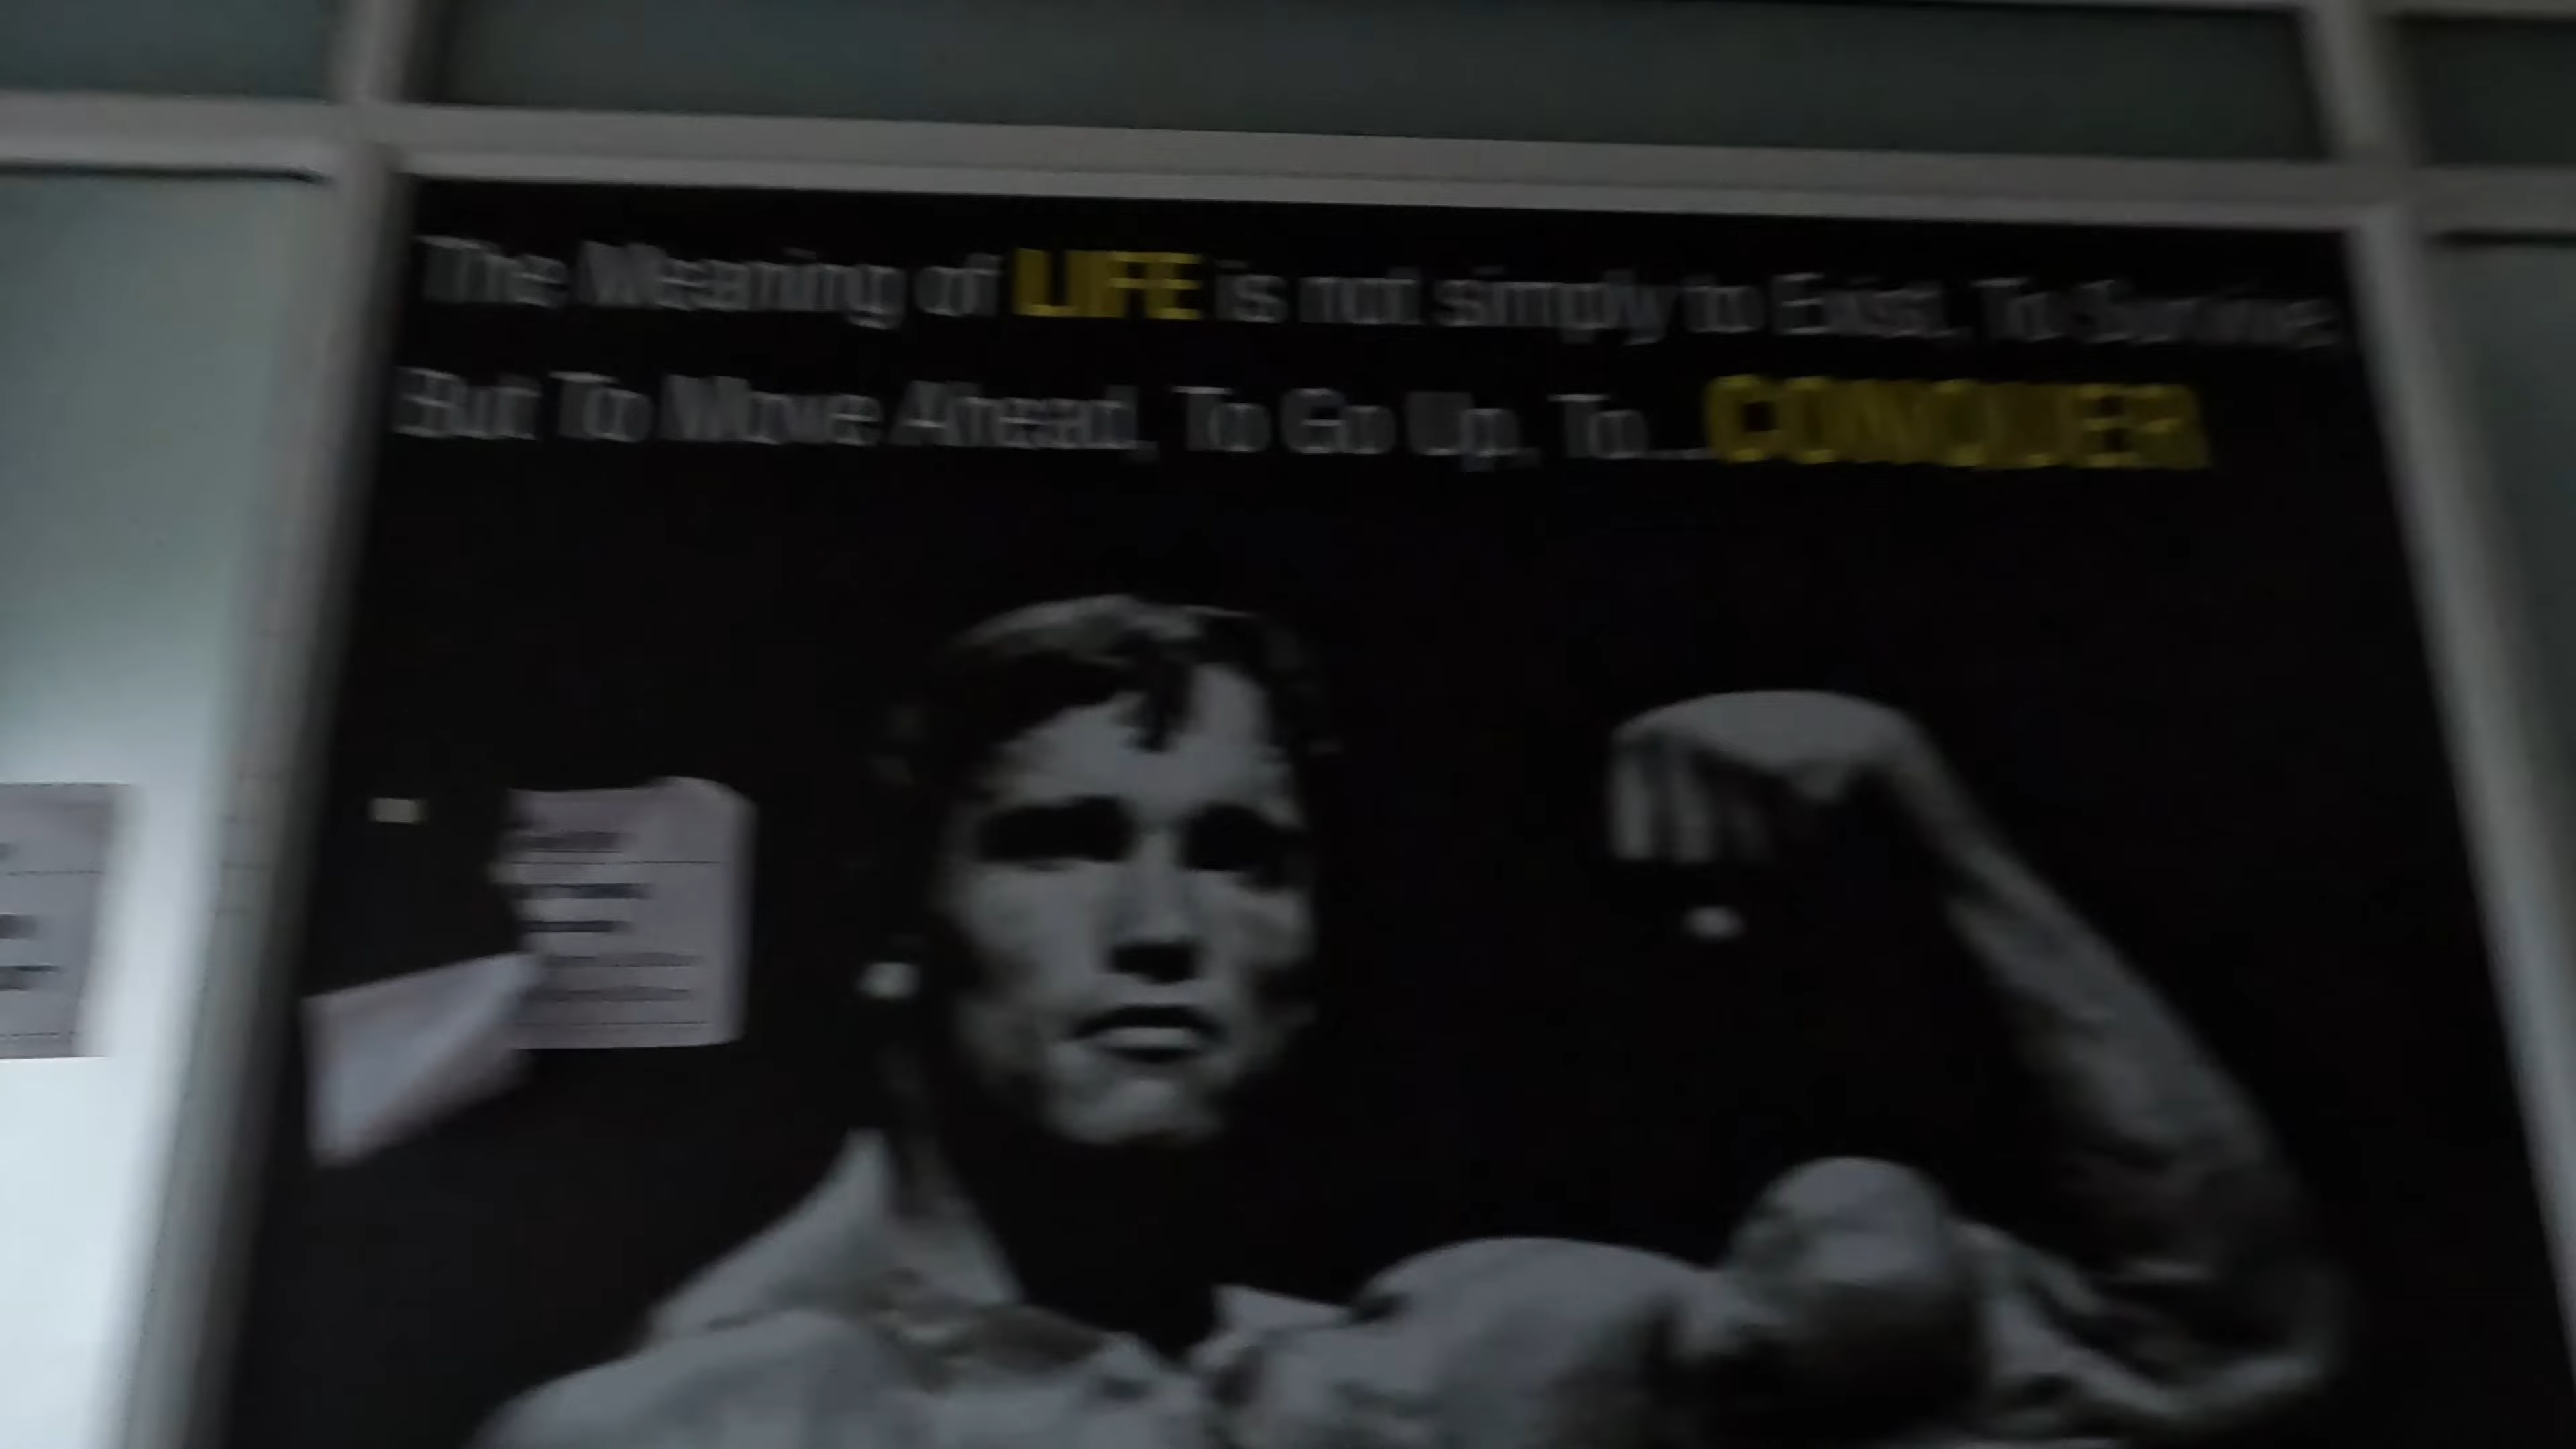 The Meaning of LIFE is not simply to Exist, To Survive
But To Move Ahead, To Go Up, To...CONQUER